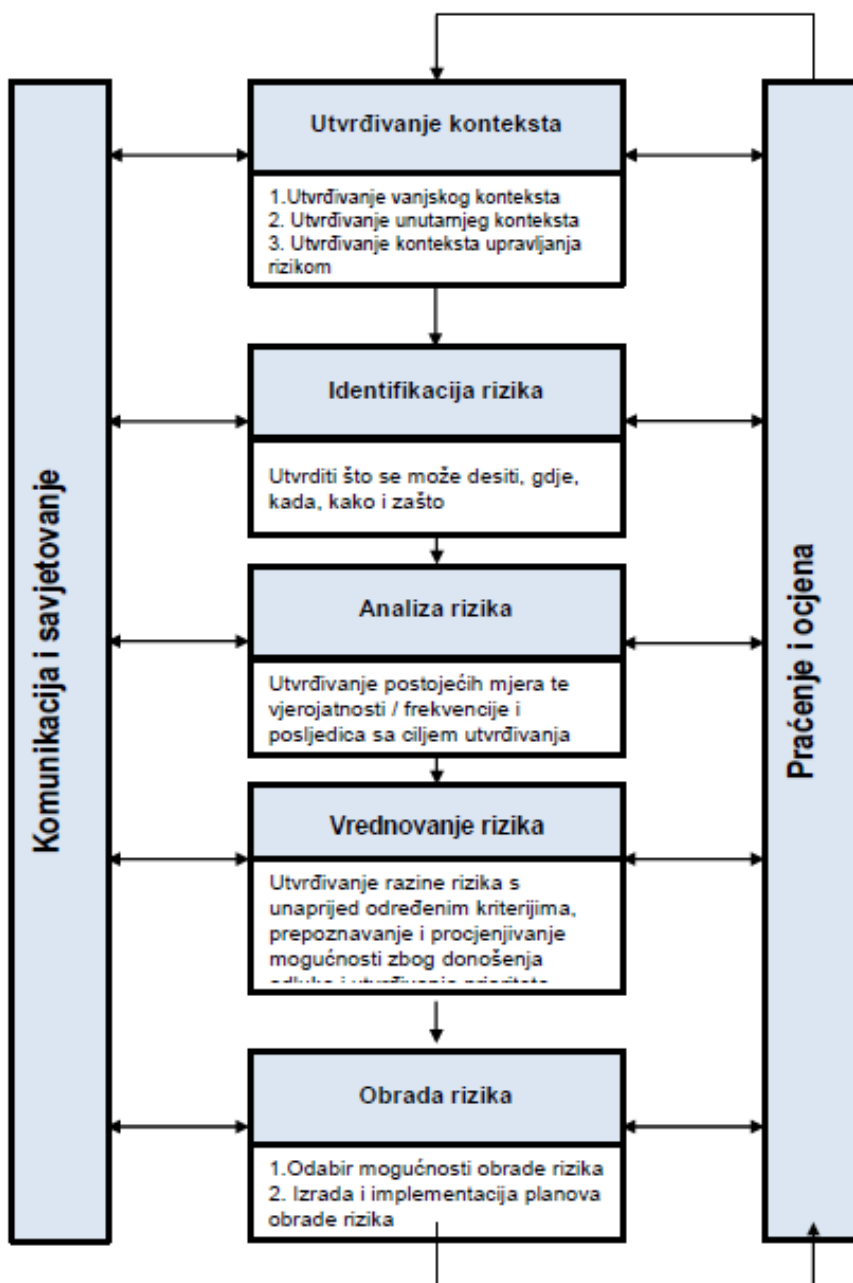 Komunikacija i savjetovanje
Utvrđivanje konteksta
1.Utvrđivanje vanjskog konteksta
2. Utvrđivanje unutarnjeg konteksta
3. Utvrđivanje konteksta upravljanja
rizikom
Identifikacija rizika
Utvrditi što se može desiti, gdje,
kada, kako i zašto
Analiza rizika
Utvrđivanje postojećih mjera te
vjerojatnosti / frekvencije i
posljedica sa ciljem utvrđivanja
Vrednovanje rizika
Utvrđivanje razine rizika s
unaprijed određenim kriterijima,
prepoznavanje i procjenjivanje
mogućnosti zbog donošenja
Obrada rizika
1.Odabir mogućnosti obrade rizika
2. Izrada i implementacija planova
obrade rizika
Praćenje i ocjena